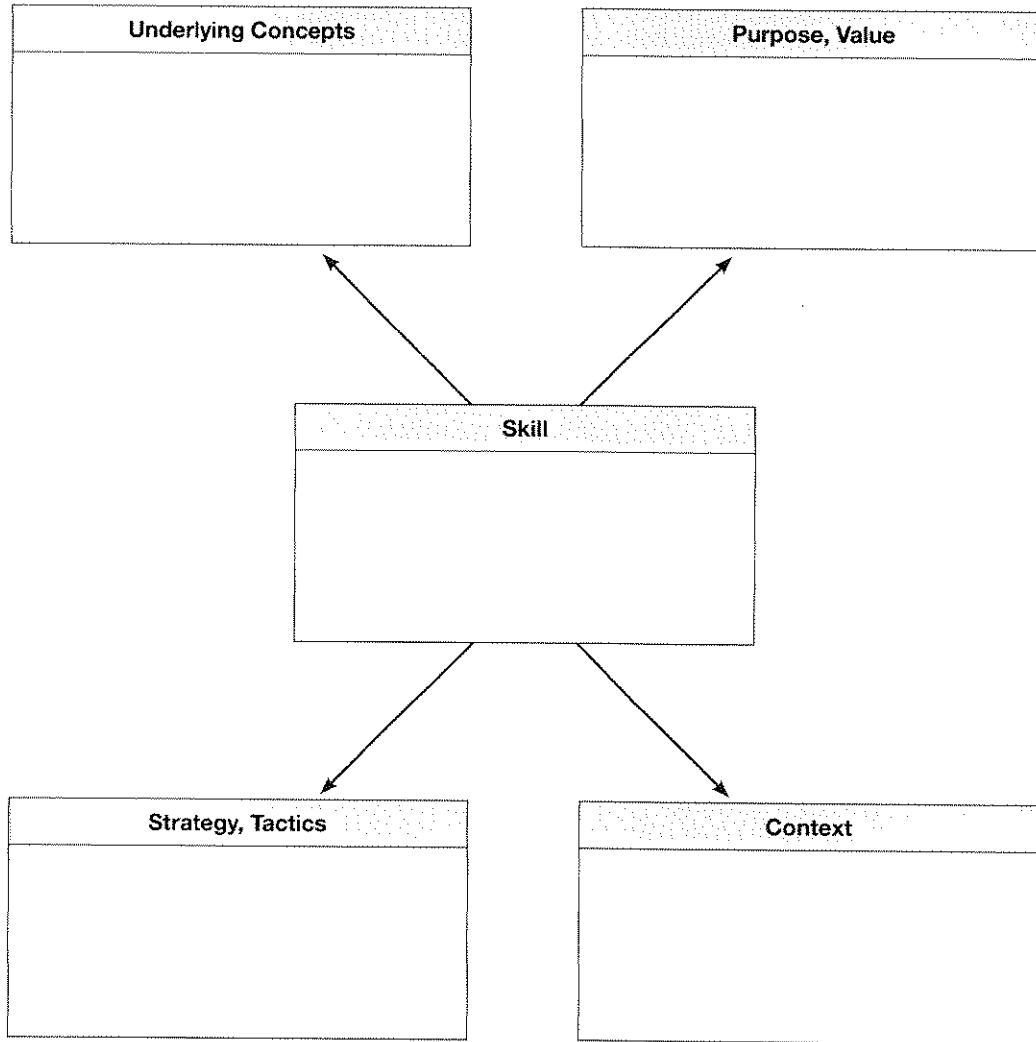 Underlying Concepts
Purpose, Value
Skill
Strategy, Tactics
Context